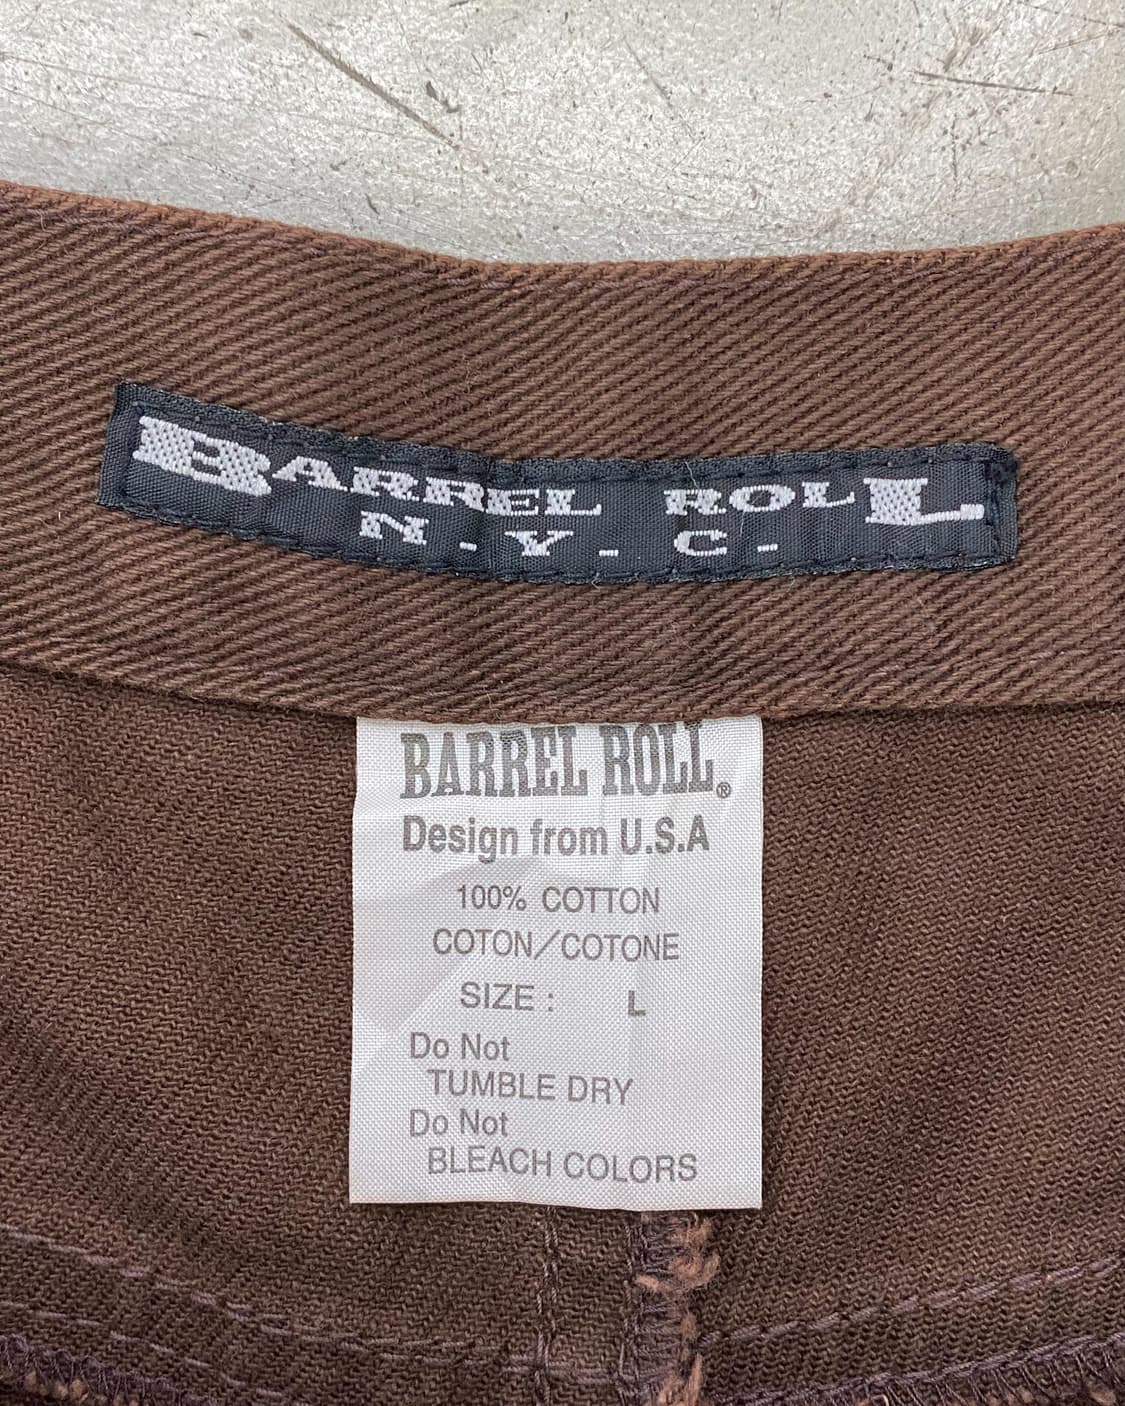 BARREL ROLL
N-Y-C-
BARREL ROLL®
Design from U.S.A
100% COTTON
COTON/COTONE
SIZE : L
Do Not
TUMBLE DRY
Do Not
BLEACH COLORS